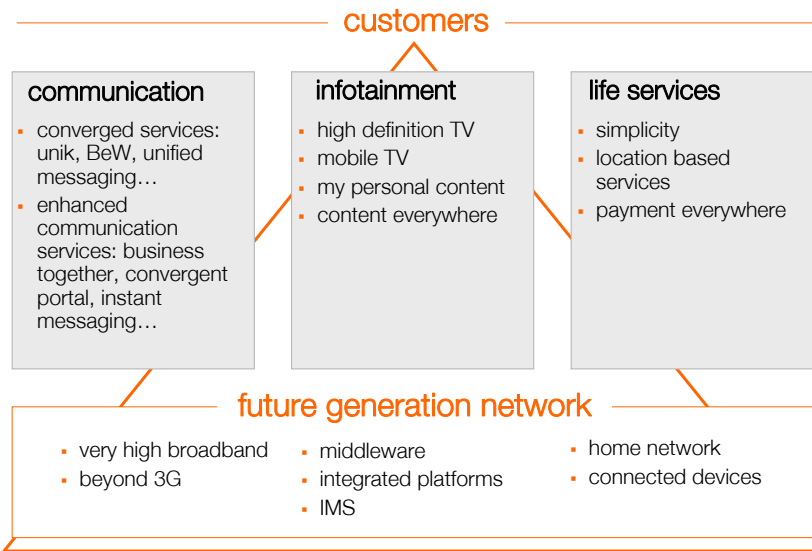 customers
communication
converged services:
unik, BeW, unified
messaging…
enhanced
communication
services: business
together, convergent
portal, instant
messaging…
infotainment
high definition TV
mobile TV
my personal content
content everywhere
life services
simplicity
location based
services
payment everywhere
future generation network
very high broadband
beyond 3G
middleware
integrated platforms
IMS
home network
connected devices